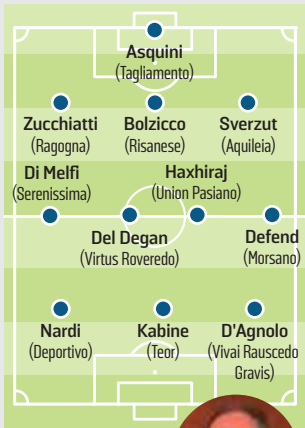 Asquini
(Tagliamento)
Zucchiatti
(Ragogna)
Bolzicco
(Risanese)
Sverzut
(Aquileia)
Di Melfi
(Serenissima)
Haxhiraj
(Union Pasiano)
Del Degan
(Virtus Roveredo)
Defend
(Morsano)
Nardi
(Deportivo)
Kabine
(Teor)
D'Agnolo
(Vivai Rauscedo
Gravis)